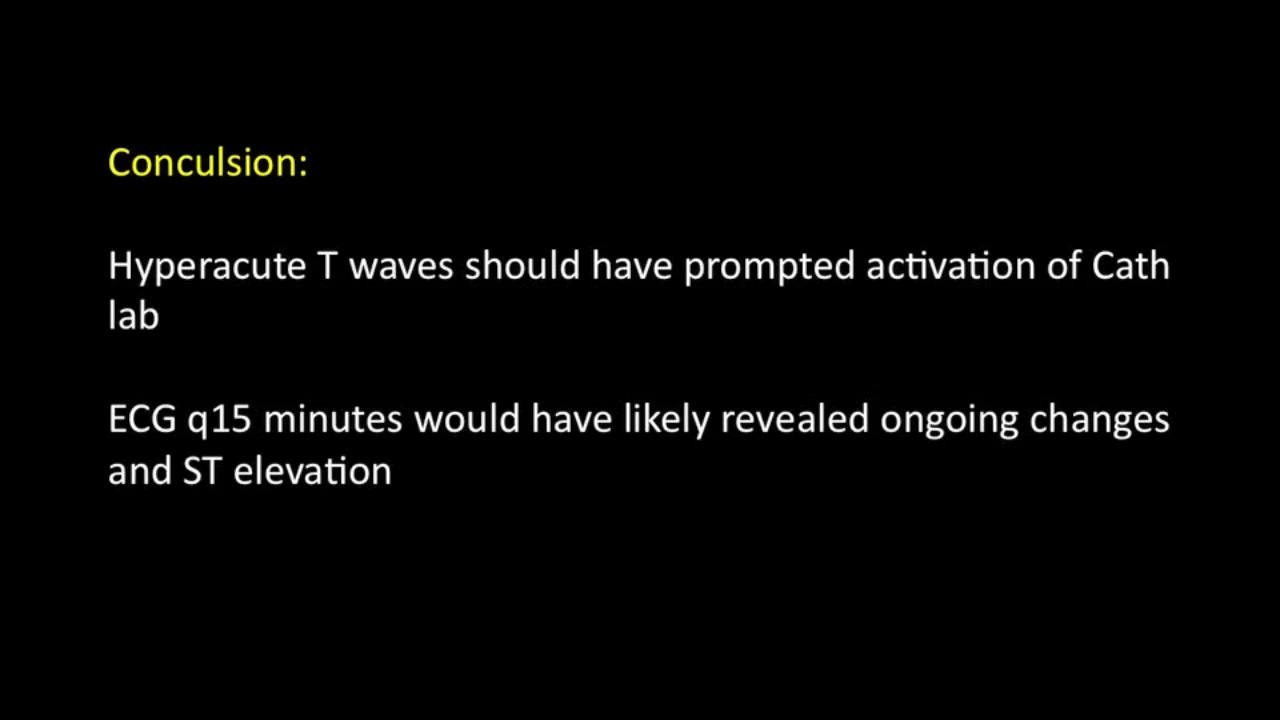 Conculsion:
Hyperacute T waves should have prompted activation of Cath
lab
ECG q15 minutes would have likely revealed ongoing changes
and ST elevation